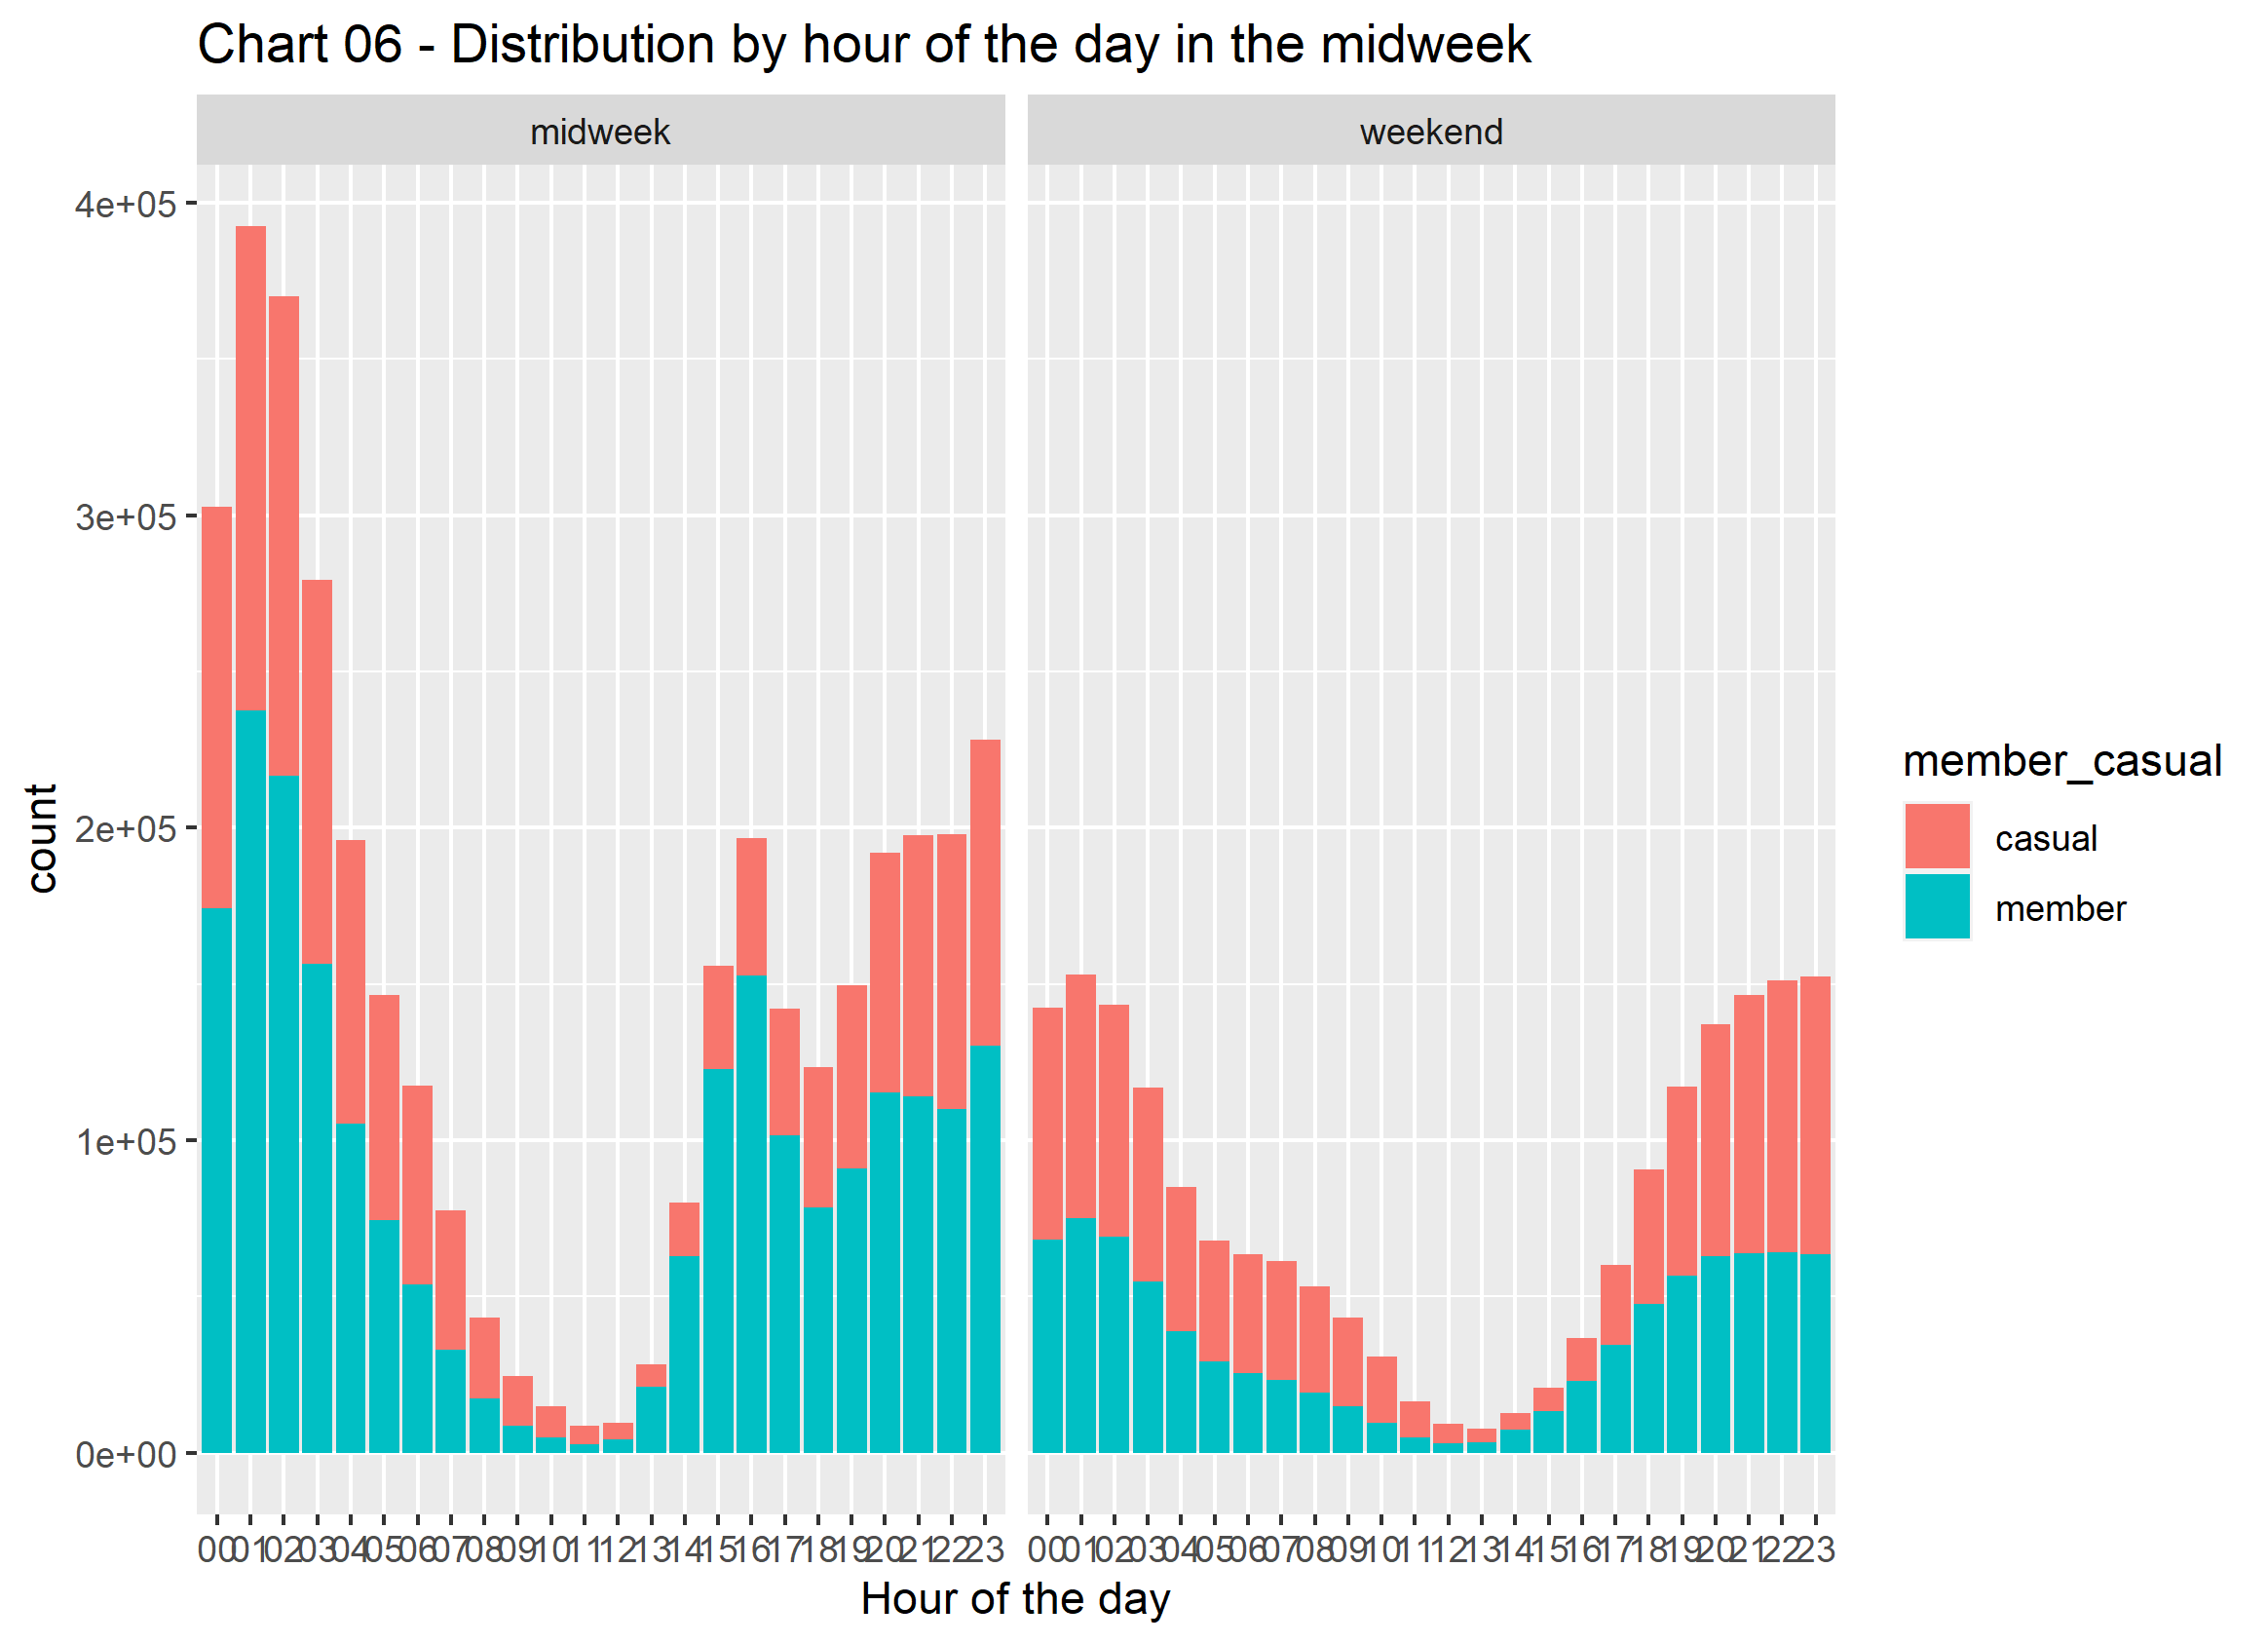 Chart 06 - Distribution by hour of the day in the midweek
midweek
weekend
4e+05
3e+05
2e+05
1e+05
0e+00
count
00 01 02 03 04 05 06 07 08 09 10 11 12 13 14 15 16 17 18 19 20 21 22 23
00 01 02 03 04 05 06 07 08 09 10 11 12 13 14 15 16 17 18 19 20 21 22 23
Hour of the day
member_casual
casual
member